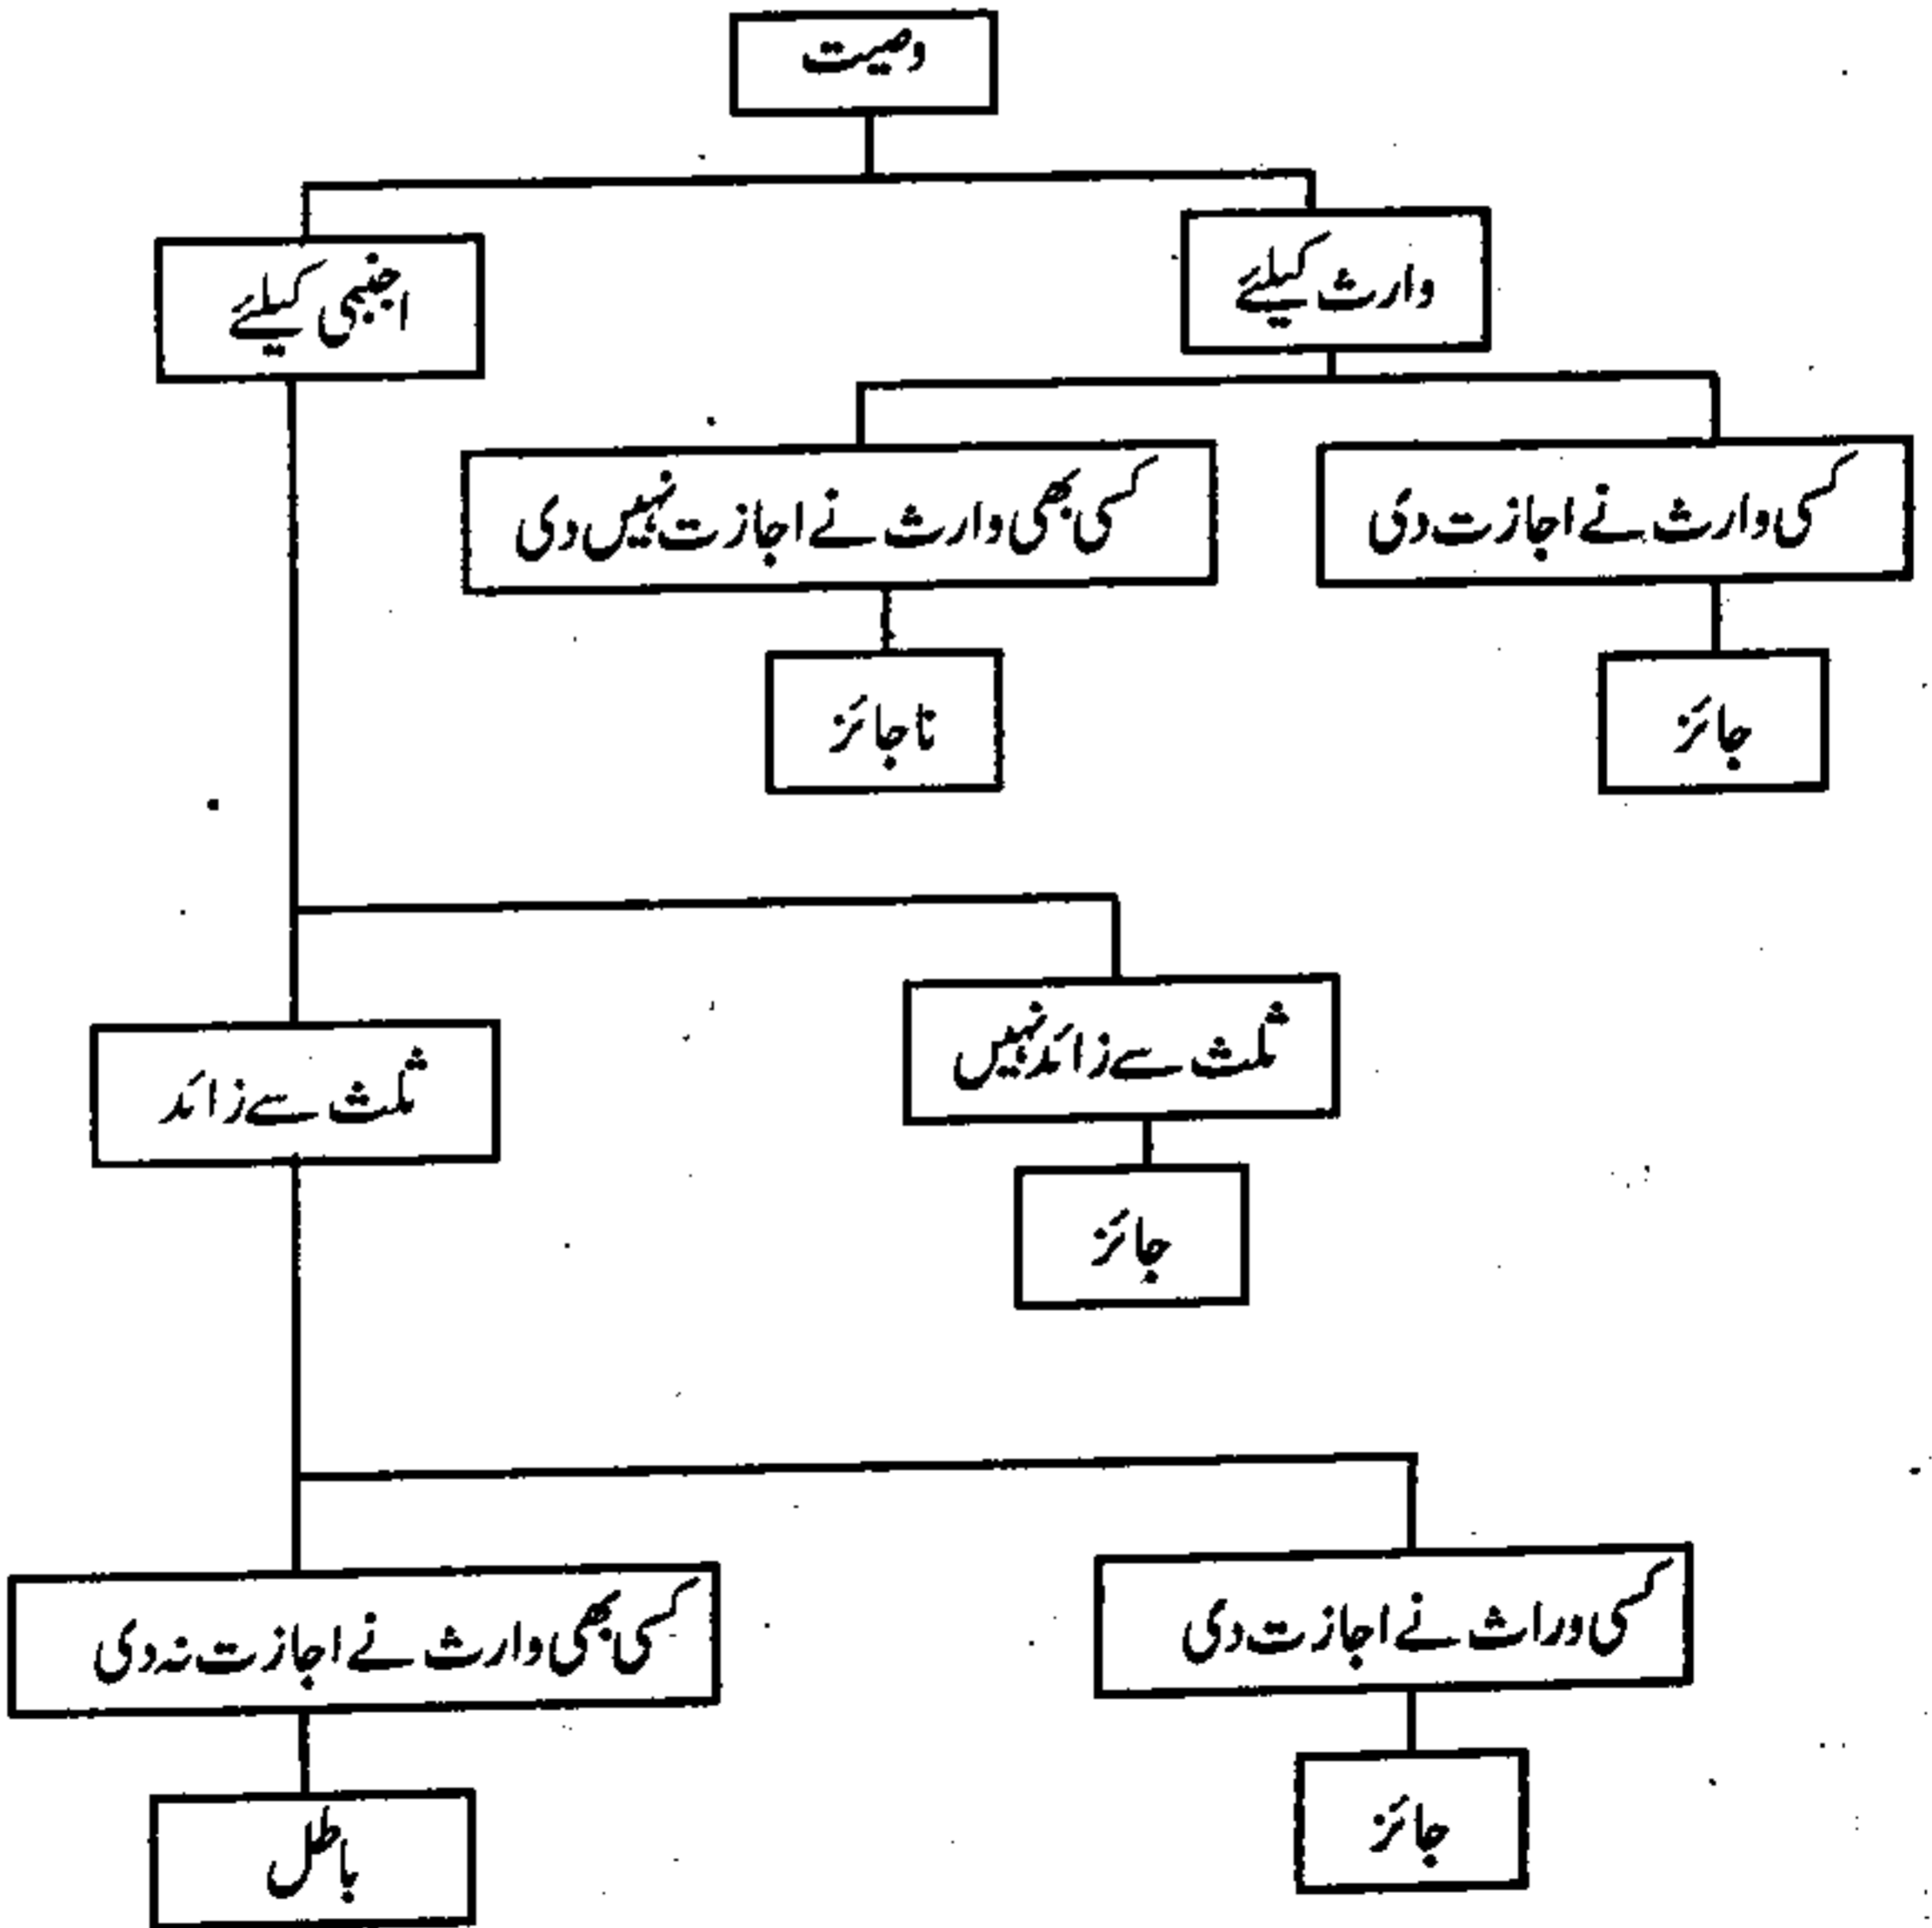 وصیت
وارث کیلئے
اجنبی کیلئے
کسی وارث نے اجازت دی
کسی بھی وارث نے اجازت نہیں دی
جائز
ناجائز
ثلث سے زائد نہیں
ثلث سے زائد
جائز
کسی وراث نے اجازت دی
کسی بھی وارث نے اجازت نہ دی
جائز
باطل